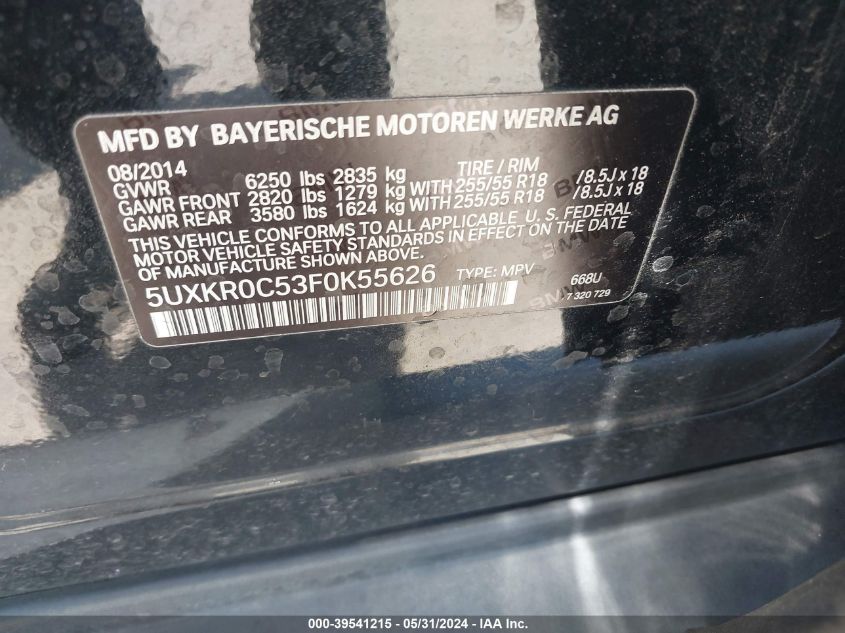 MFD BY BAYERISCHE MOTOREN WERKE AG
08/2014 TIRE / RIM
GVWR 6250 lbs 2835 kg
GAWR FRONT 2820 lbs 1279 kg WITH 255/55 R18 /8.5J x 18
GAWR REAR 3580 lbs 1624 kg WITH 255/55 R18 /8.5J x 18
THIS VEHICLE CONFORMS TO ALL APPLICABLE U.S. FEDERAL
MOTOR VEHICLE SAFETY STANDARDS IN EFFECT ON THE DATE
OF MANUFACTURE SHOWN ABOVE.
5UXKR0C53F0K55626 TYPE: MPV 668U
7 320 729
000-39541215 - 05/31/2024 - IAA Inc.